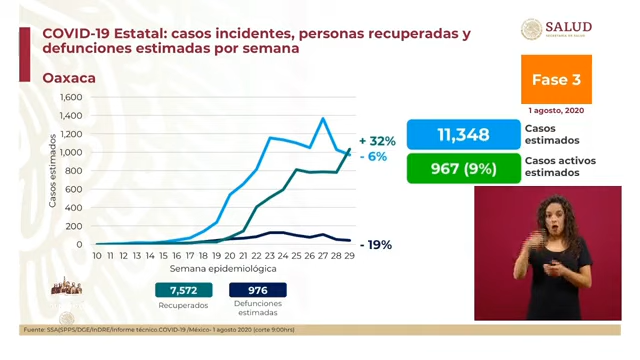 COVID-19 Estatal: casos incidentes, personas recuperadas y
defunciones estimadas por semana
SALUD
SECRETARÍA DE SALUD
Oaxaca
Fase 3
1 agosto, 2020
1,600
1,400
1,200
1,000
800
600
400
200
0
Casos estimados
10 11 12 13 14 15 16 17 18 19 20 21 22 23 24 25 26 27 28 29
Semana epidemiológica
+ 32%
- 6%
- 19%
11,348
Casos
estimados
967 (9%)
Casos activos
estimados
7,572
Recuperados
976
Defunciones
estimadas
Fuente: SSA(SPPS/DGE/InDRE/Informe técnico.COVID-19 /México- 1 agosto 2020 (corte 9:00hrs)